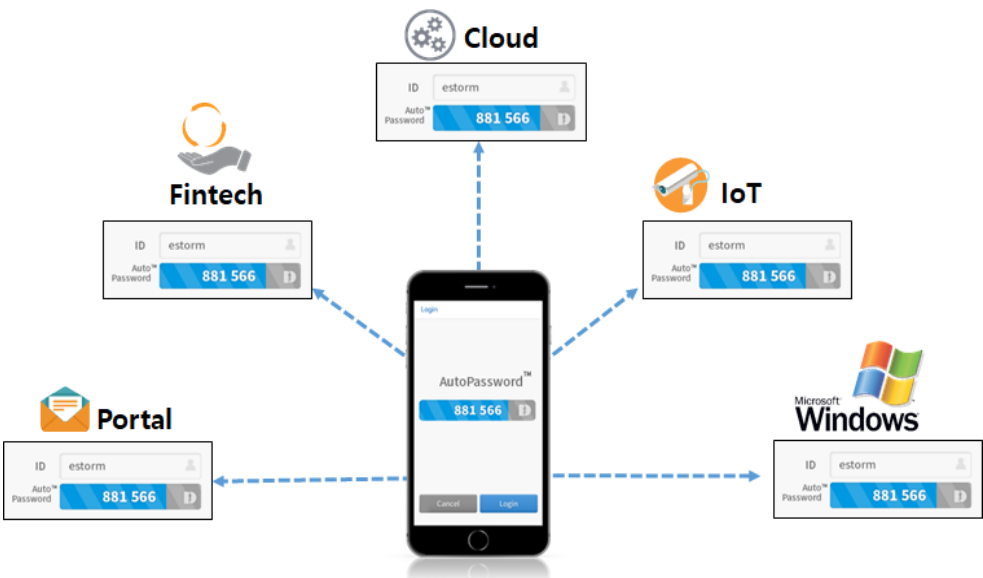 Cloud
ID estorm
Auto™ Password 881 566 D
Fintech
ID estorm
Auto™ Password 881 566 D
IoT
ID estorm
Auto™ Password 881 566 D
Login
AutoPassword™
881 566 D
Cancel Login
Portal
ID estorm
Auto™ Password 881 566 D
Microsoft
Windows
ID estorm
Auto™ Password 881 566 D